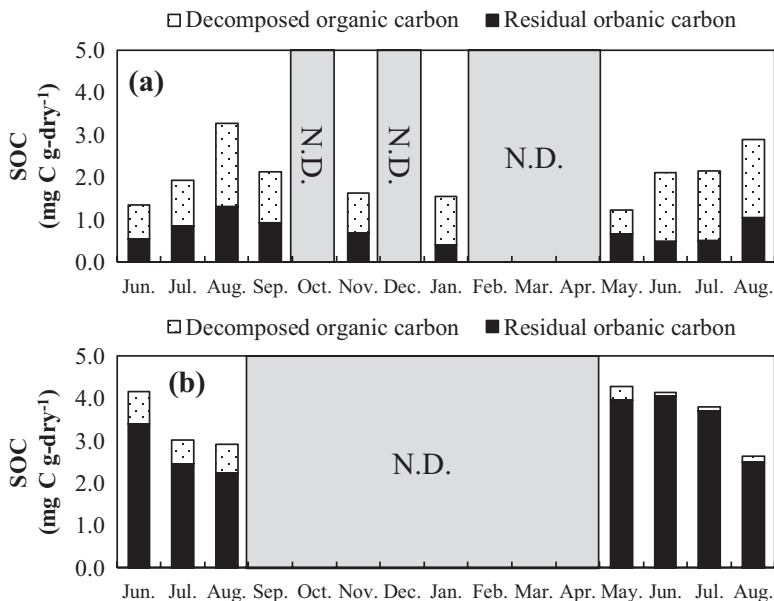 Decomposed organic carbon Residual orbanic carbon
5.0
4.0
3.0
2.0
1.0
0.0
SOC
(mg C g-dry-1)
(a)
N.D.
N.D.
N.D.
Jun. Jul. Aug. Sep. Oct. Nov. Dec. Jan. Feb. Mar. Apr. May. Jun. Jul. Aug.
Decomposed organic carbon Residual orbanic carbon
5.0
4.0
3.0
2.0
1.0
0.0
SOC
(mg C g-dry-1)
(b)
N.D.
Jun. Jul. Aug. Sep. Oct. Nov. Dec. Jan. Feb. Mar. Apr. May. Jun. Jul. Aug.